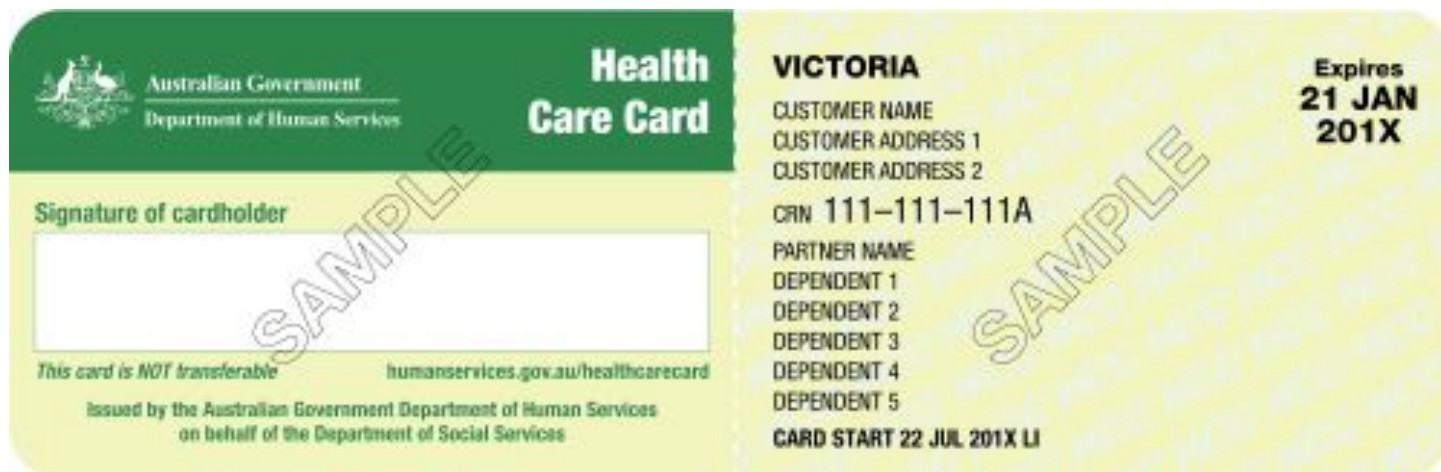 Australian Government
Department of Human Services
Health
Care Card
Signature of cardholder
SAMPLE
This card is NOT transferable
humanservices.gov.au/healthcarecard
Issued by the Australian Government Department of Human Services
on behalf of the Department of Social Services
VICTORIA
CUSTOMER NAME
CUSTOMER ADDRESS 1
CUSTOMER ADDRESS 2
CRN 111–111–111A
PARTNER NAME
DEPENDENT 1
DEPENDENT 2
DEPENDENT 3
DEPENDENT 4
DEPENDENT 5
CARD START 22 JUL 201X LI
Expires
21 JAN
201X
SAMPLE